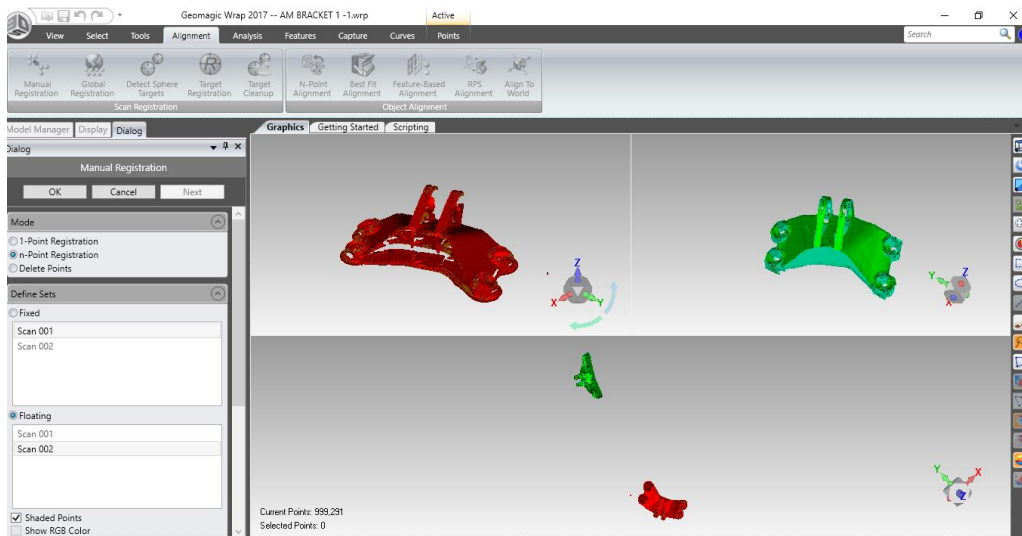 Geomagic Wrap 2017 -- AM BRACKET 1 -1.wrp
Active
View Select Tools Alignment Analysis Features Capture Curves Points
Search
Manual Registration
Global Registration
Detect Sphere Targets
Target Registration
Target Cleanup
N-Point Alignment
Best Fit Alignment
Feature-Based Alignment
RPS Alignment
Align To World
Scan Registration
Object Alignment
Model Manager Display Dialog
Graphics Getting Started Scripting
Dialog
Manual Registration
OK Cancel Next
Mode
1-Point Registration
n-Point Registration
Delete Points
Define Sets
Fixed
Scan 001
Scan 002
Floating
Scan 001
Scan 002
Shaded Points
Show RGB Color
Z
X Y
Z
Y
X
Y X
Z
Current Points: 999,291
Selected Points: 0